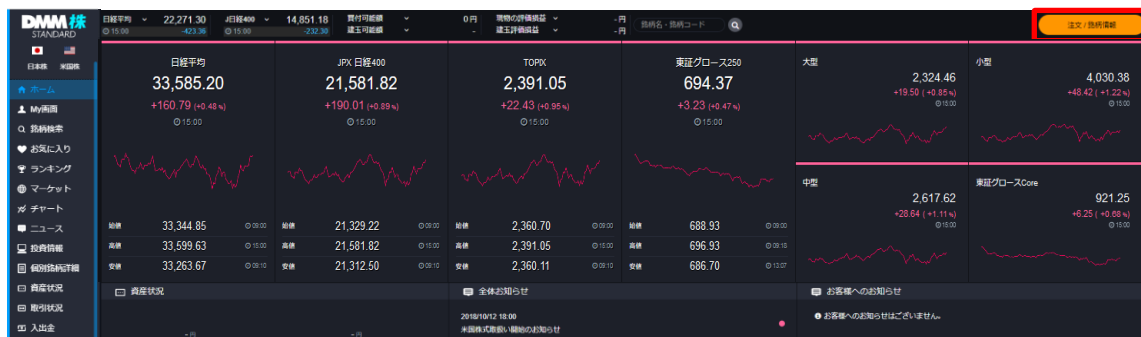 DMM 株
STANDARD
日本株 米国株
ホーム
My画面
銘柄検索
お気に入り
ランキング
マーケット
チャート
ニュース
投資情報
個別銘柄詳細
資産状況
取引状況
入出金
日経平均 22,271.30 J日経400 14,851.18 買付可能額 0円 現物の評価損益 -円 銘柄名・銘柄コード 注文/銘柄情報
15:00 -423.36 15:00 -232.30 建玉可能額 - 建玉評価損益 -円
日経平均
33,585.20
+160.79 (+0.48%)
15:00
始値 33,344.85 09:00
高値 33,599.63 15:00
安値 33,263.67 09:10
JPX 日経400
21,581.82
+190.01 (+0.89%)
15:00
始値 21,329.22 09:00
高値 21,581.82 15:00
安値 21,312.50 09:10
TOPIX
2,391.05
+22.43 (+0.95%)
15:00
始値 2,360.70 09:00
高値 2,391.05 15:00
安値 2,360.11 09:10
東証グロース250
694.37
+3.23 (+0.47%)
15:00
始値 688.93 09:00
高値 696.93 09:18
安値 686.70 13:07
大型
2,324.46
+19.50 (+0.85%)
15:00
小型
4,030.38
+48.42 (+1.22%)
15:00
中型
2,617.62
+28.64 (+1.11%)
15:00
東証グロースCore
921.25
+6.25 (+0.68%)
15:00
資産状況
-円
全体お知らせ
2018/10/12 18:00
米国株式取扱い開始のお知らせ
お客様へのお知らせ
お客様へのお知らせはございません。